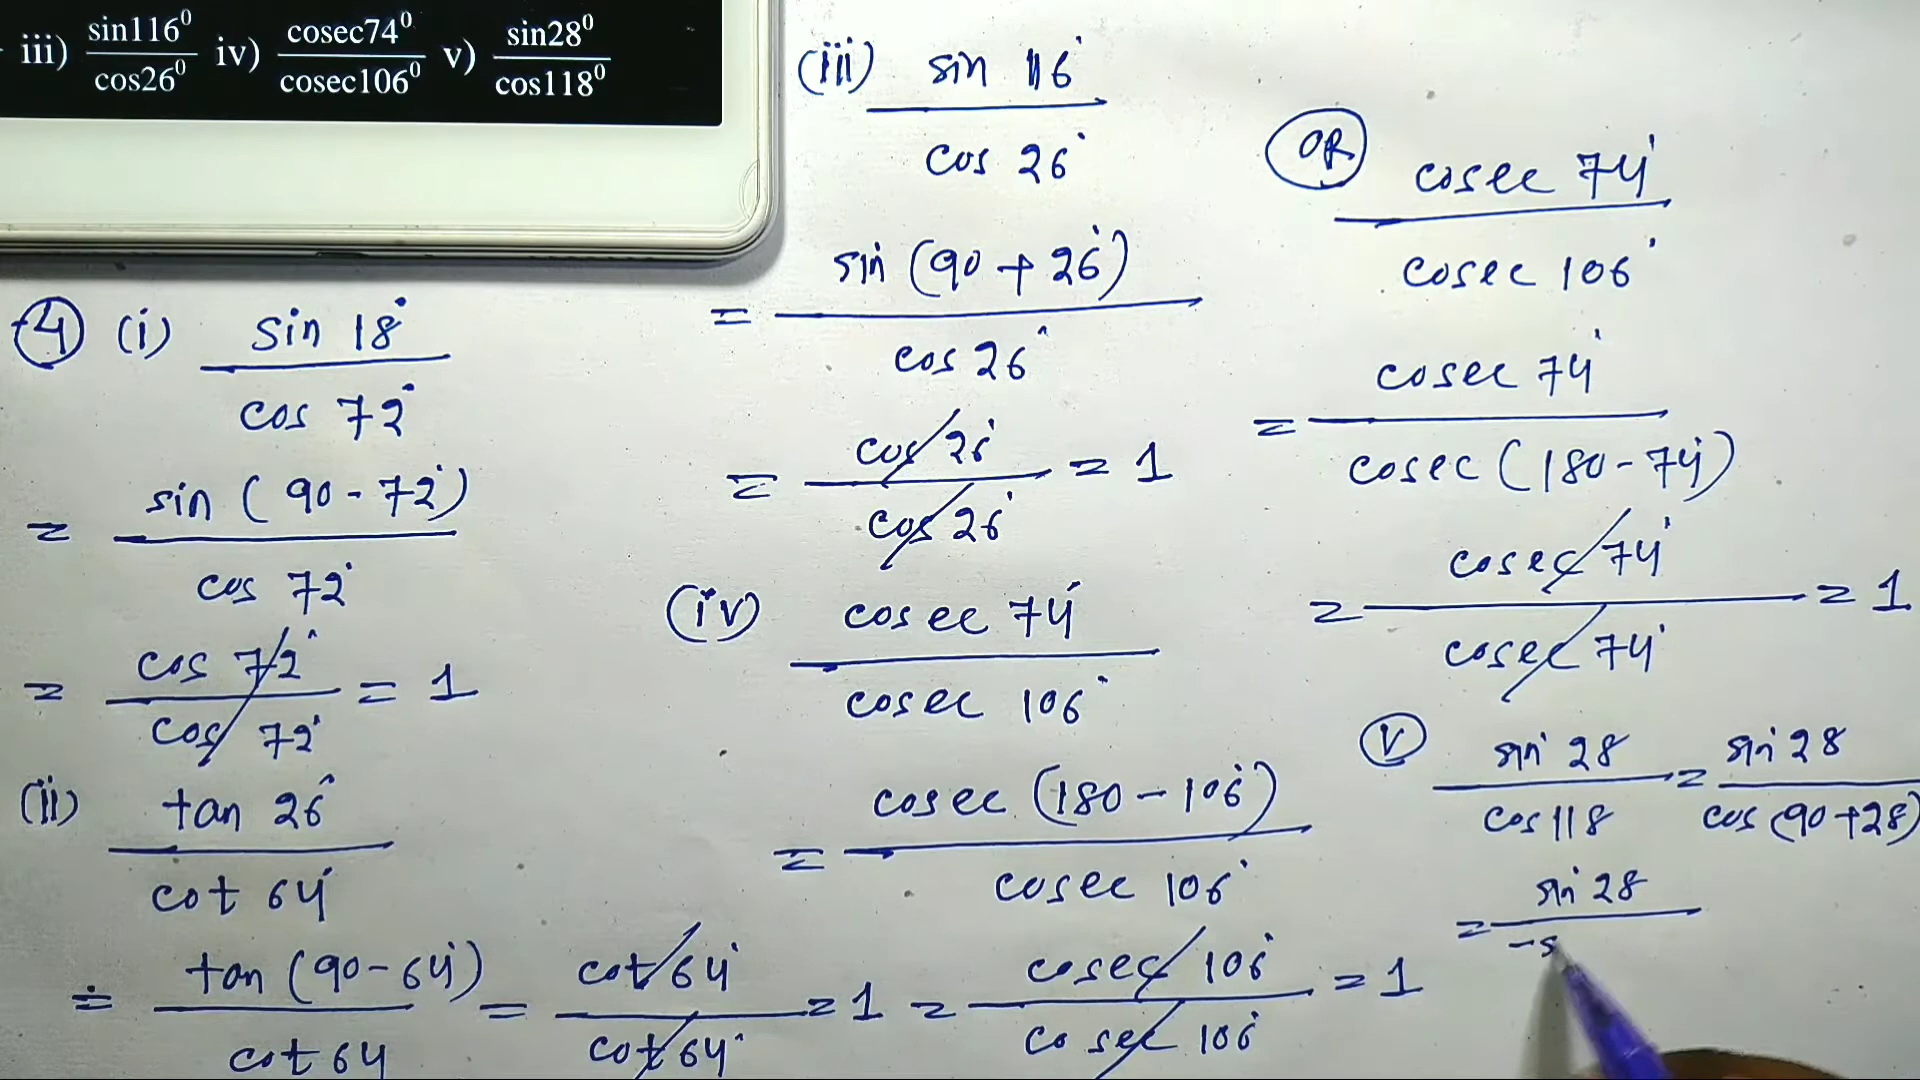 iii) sin116⁰/cos26⁰ iv) cosec74⁰/cosec106⁰ v) sin28⁰/cos118⁰
(4) (i) sin 18°
cos 72°
= sin (90 - 72°)
cos 72°
= cos 72° = 1
cos 72°
(ii) tan 26°
cot 64°
= tan (90-64°) = cot 64° = 1
cot 64 cot 64°
(iii) sin 116°
cos 26°
= sin (90 + 26°)
cos 26°
= cos 26° = 1
cos 26°
(iv) cosec 74°
cosec 106°
= cosec (180 - 106°)
cosec 106°
= cosec 106° = 1
cosec 106°
OR cosec 74°
cosec 106°
= cosec 74°
cosec (180-74°)
= cosec 74° = 1
cosec 74°
(V) sin 28 = sin 28
cos 118 cos (90+28)
= sin 28
-s